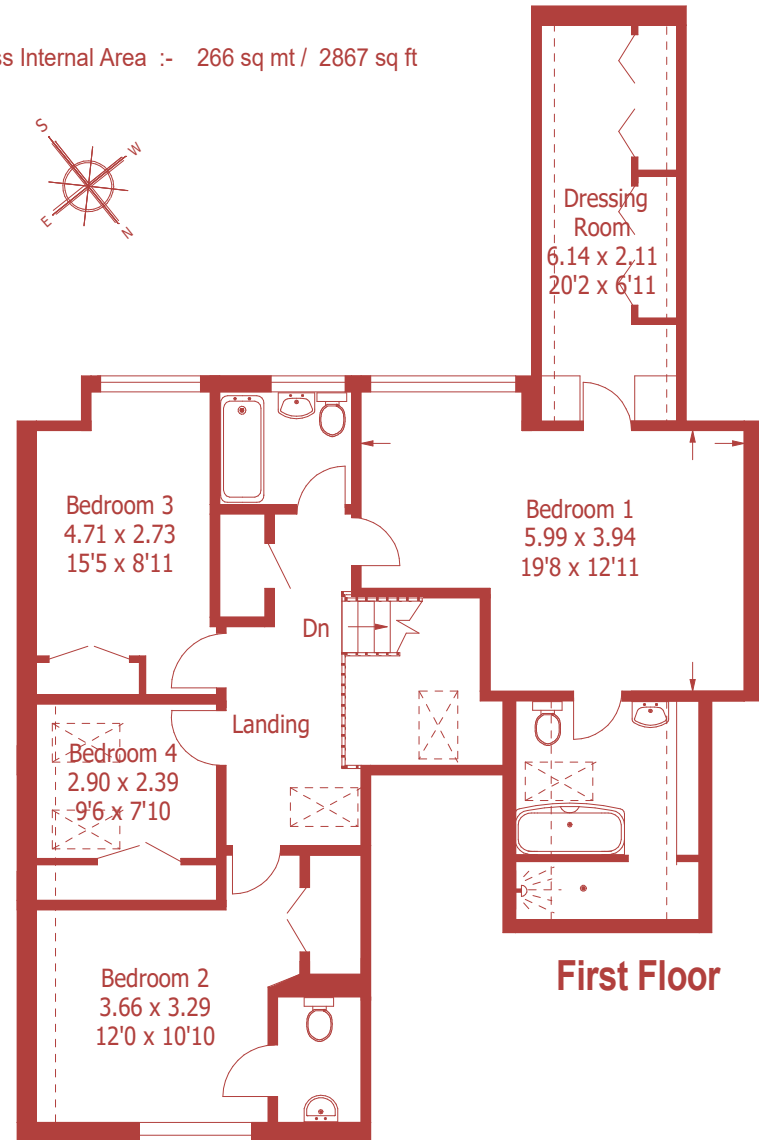 Internal Area :- 266 sq mt / 2867 sq ft
S
W
E
N
Dressing
Room
6.14 x 2.11
20'2 x 6'11
Bedroom 3
4.71 x 2.73
15'5 x 8'11
Bedroom 1
5.99 x 3.94
19'8 x 12'11
Dn
Landing
Bedroom 4
2.90 x 2.39
9'6 x 7'10
Bedroom 2
3.66 x 3.29
12'0 x 10'10
First Floor